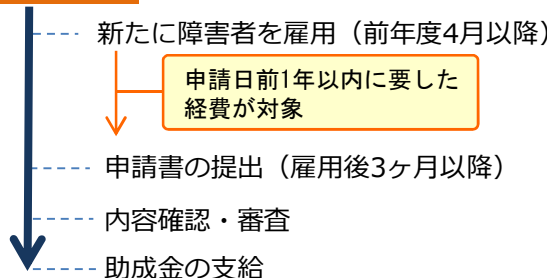 新たに障害者を雇用（前年度4月以降）
申請日前1年以内に要した
経費が対象
申請書の提出（雇用後3ヶ月以降）
内容確認・審査
助成金の支給